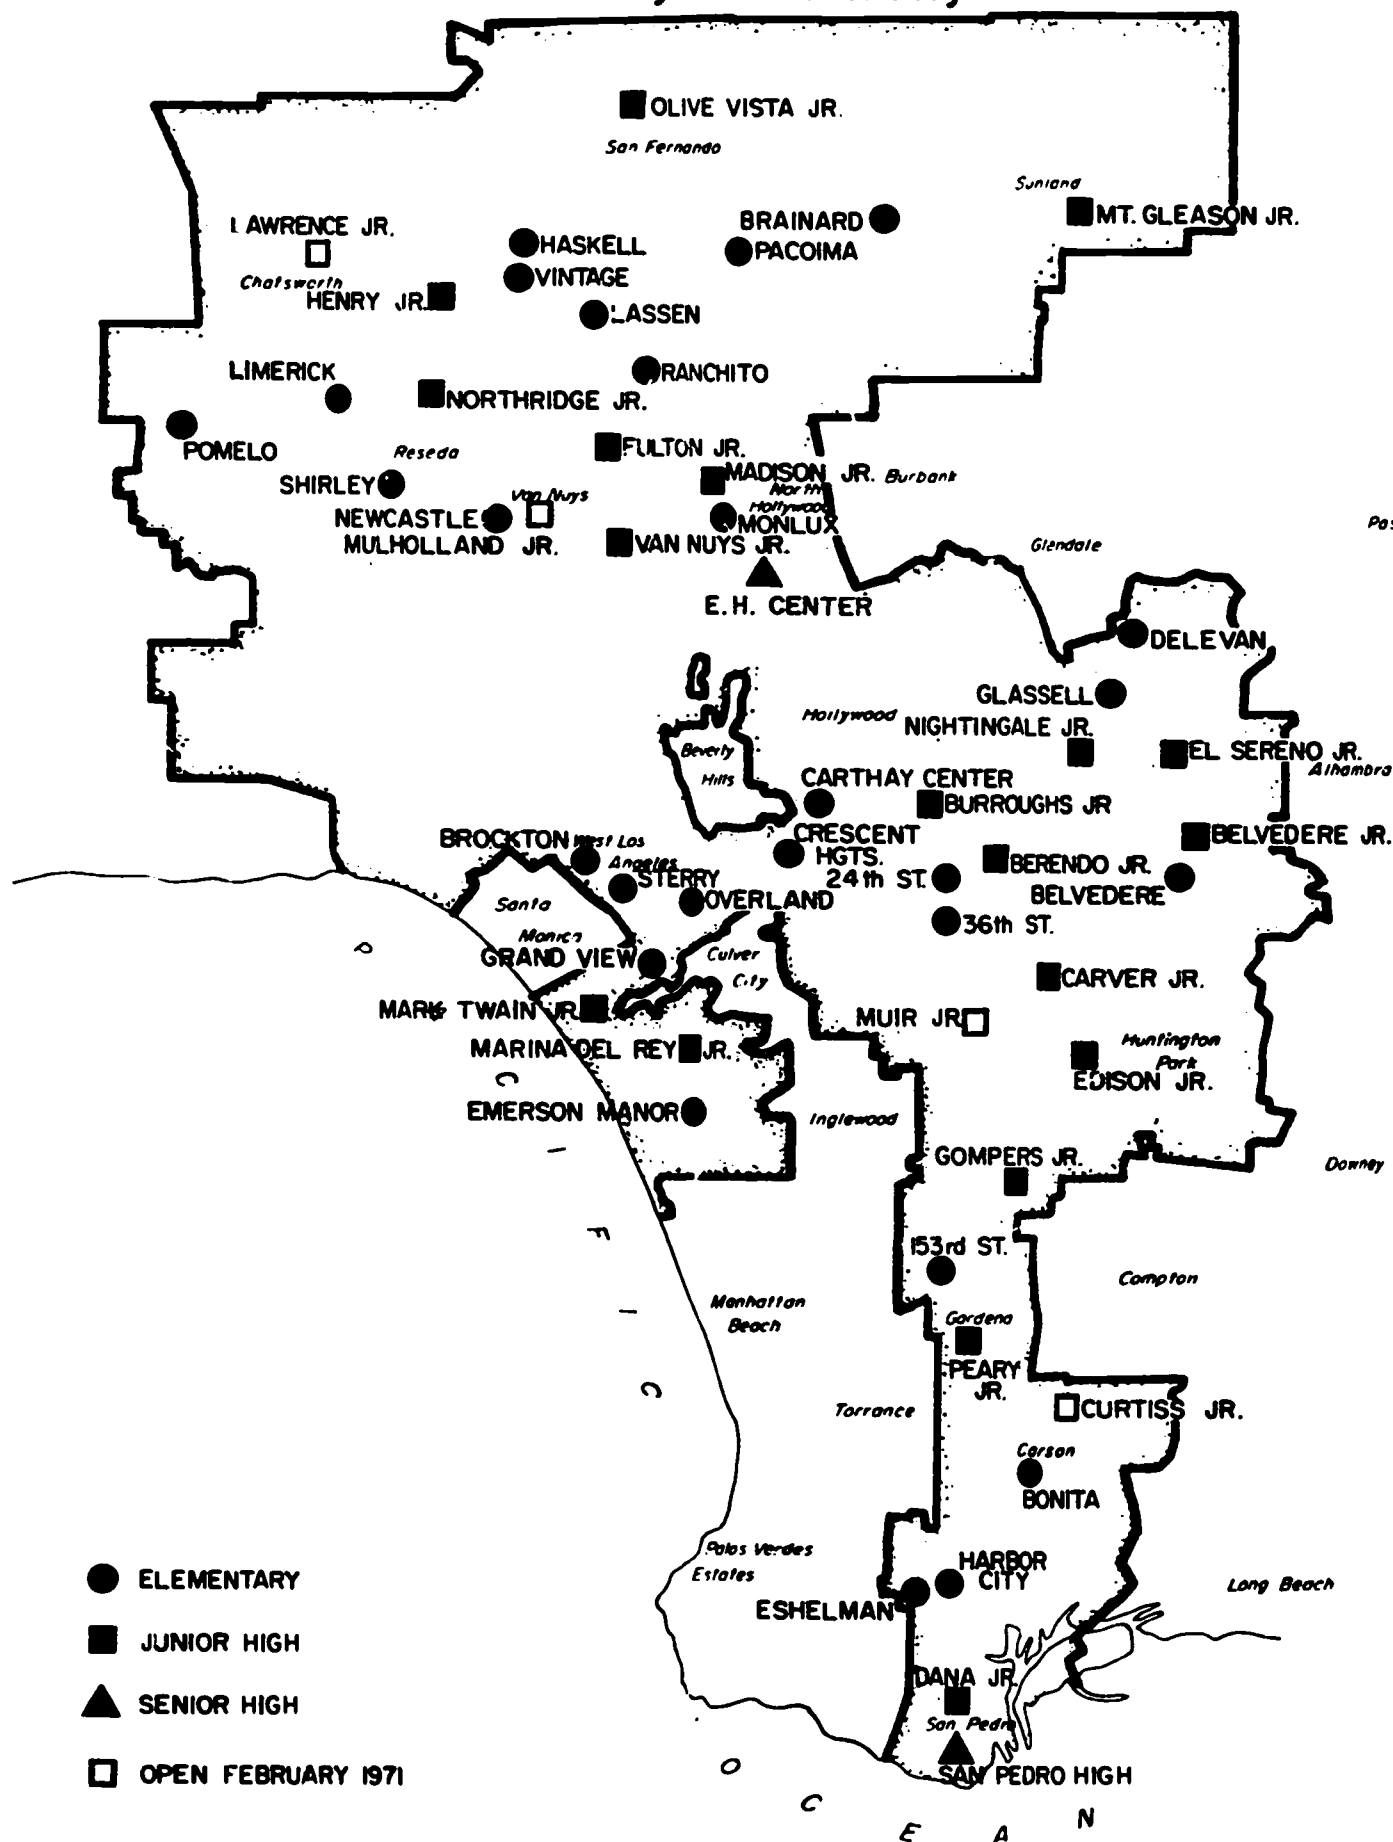 OLIVE VISTA JR.
San Fernando
Sunland
MT. GLEASON JR.
BRAINARD
LAWRENCE JR.
HASKELL
PACOIMA
VINTAGE
Chatsworth
HENRY JR.
LASSEN
LIMERICK
RANCHITO
NORTHRIDGE JR.
POMELO
Reseda
FULTON JR.
MADISON JR.
Burbank
SHIRLEY
North
Hollywood
Van Nuys
NEWCASTLE
MONLUX
MULHOLLAND JR.
VAN NUYS JR.
Glendale
E.H. CENTER
DELEVAN
GLASSELL
Hollywood
NIGHTINGALE JR.
Beverly
Hills
EL SERENO JR.
Alhambra
CARTHAY CENTER
BURROUGHS JR
BROCKTON
West Los
Angeles
CRESCENT
HGTS.
BELVEDERE JR.
BERENDO JR.
24th ST.
STERRY
BELVEDERE
OVERLAND
Santa
Monica
36th ST.
GRAND VIEW
Culver
City
CARVER JR.
MARK TWAIN JR.
MUIR JR.
MARINA DEL REY JR.
Huntington
Park
EDISON JR.
EMERSON MANOR
Inglewood
GOMPERS JR.
Downey
153rd ST.
Compton
Manhattan
Beach
Gardena
PEARY
JR.
Torrance
CURTISS JR.
Carson
BONITA
Palos Verdes
Estates
HARBOR
CITY
ESHELMAN
Long Beach
DANA JR.
San Pedro
SAN PEDRO HIGH
PACIFIC
OCEAN
ELEMENTARY
JUNIOR HIGH
SENIOR HIGH
OPEN FEBRUARY 1971